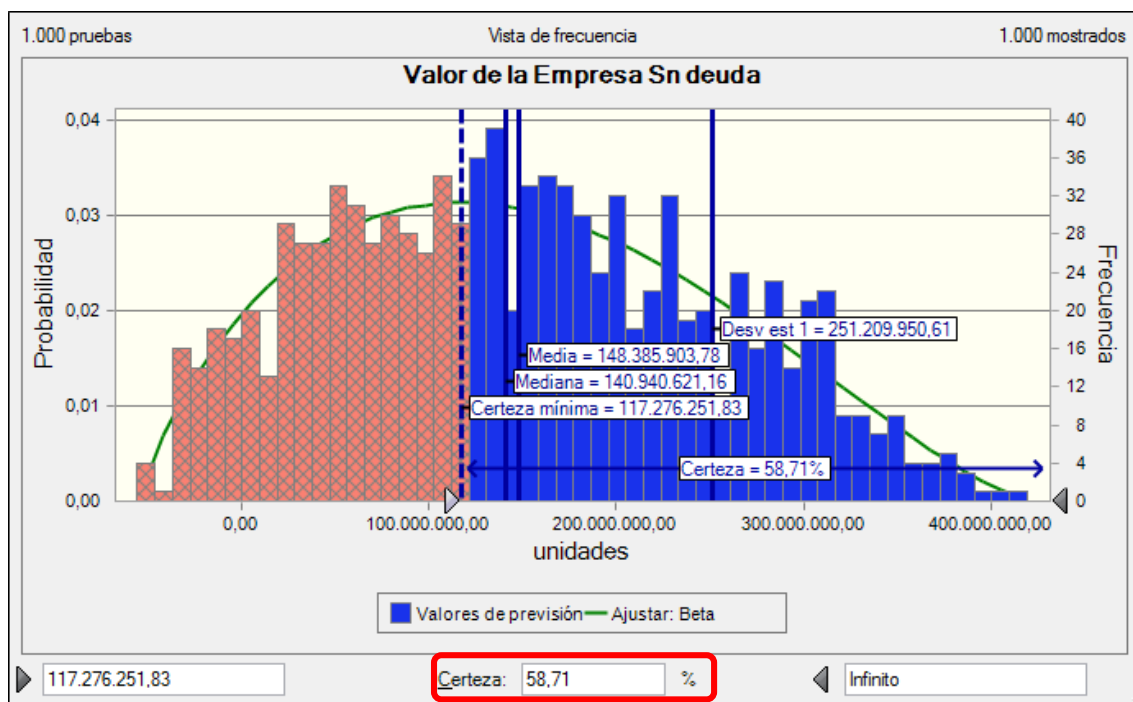 1.000 pruebas Vista de frecuencia 1.000 mostrados
Valor de la Empresa Sn deuda
0,04 40
36
0,03 32
28
24
0,02 20
16
0,01 12
8
4
0,00 0
Probabilidad
Frecuencia
Desv est 1 = 251.209.950,61
Media = 148.385.903,78
Mediana = 140.940.621,16
Certeza mínima = 117.276.251,83
Certeza = 58,71%
0,00 100.000.000,00 200.000.000,00 300.000.000,00 400.000.000,00
unidades
Valores de previsión Ajustar: Beta
117.276.251,83 Certeza: 58,71 % Infinito